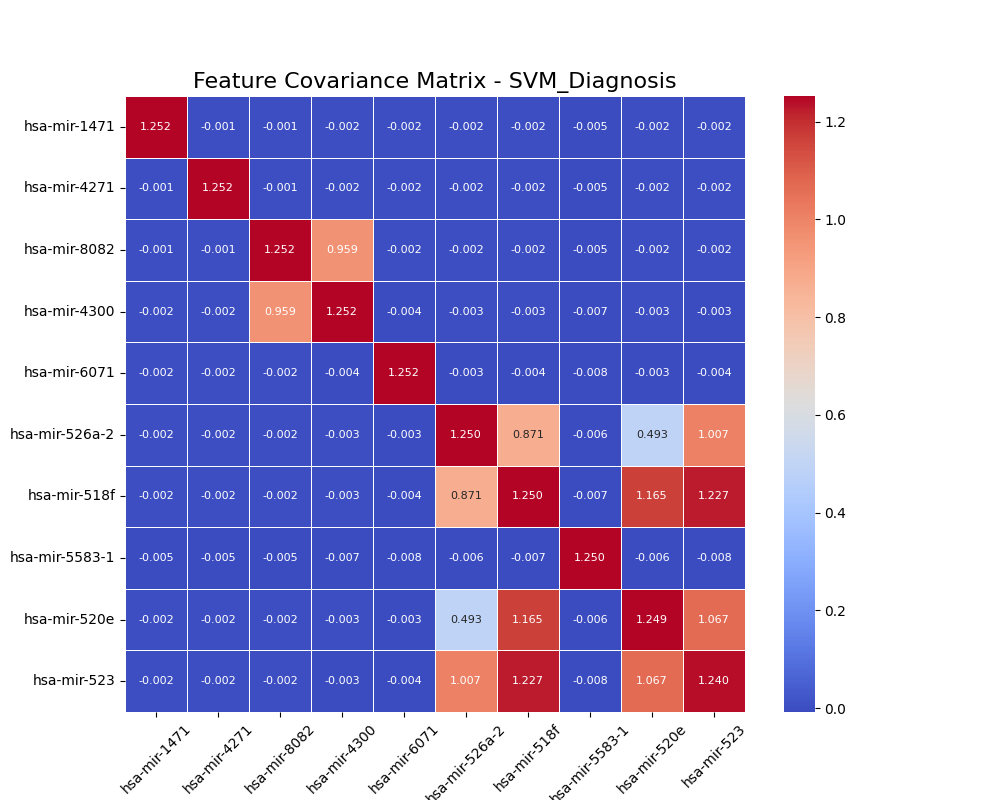 Feature Covariance Matrix - SVM_Diagnosis
hsa-mir-1471 1.252 -0.001 -0.001 -0.002 -0.002 -0.002 -0.002 -0.005 -0.002 -0.002
hsa-mir-4271 -0.001 1.252 -0.001 -0.002 -0.002 -0.002 -0.002 -0.005 -0.002 -0.002
hsa-mir-8082 -0.001 -0.001 1.252 0.959 -0.002 -0.002 -0.002 -0.005 -0.002 -0.002
hsa-mir-4300 -0.002 -0.002 0.959 1.252 -0.004 -0.003 -0.003 -0.007 -0.003 -0.003
hsa-mir-6071 -0.002 -0.002 -0.002 -0.004 1.252 -0.003 -0.004 -0.008 -0.003 -0.004
hsa-mir-526a-2 -0.002 -0.002 -0.002 -0.003 -0.003 1.250 0.871 -0.006 0.493 1.007
hsa-mir-518f -0.002 -0.002 -0.002 -0.003 -0.004 0.871 1.250 -0.007 1.165 1.227
hsa-mir-5583-1 -0.005 -0.005 -0.005 -0.007 -0.008 -0.006 -0.007 1.250 -0.006 -0.008
hsa-mir-520e -0.002 -0.002 -0.002 -0.003 -0.003 0.493 1.165 -0.006 1.249 1.067
hsa-mir-523 -0.002 -0.002 -0.002 -0.003 -0.004 1.007 1.227 -0.008 1.067 1.240
hsa-mir-1471 hsa-mir-4271 hsa-mir-8082 hsa-mir-4300 hsa-mir-6071 hsa-mir-526a-2 hsa-mir-518f hsa-mir-5583-1 hsa-mir-520e hsa-mir-523
1.2
1.0
0.8
0.6
0.4
0.2
0.0